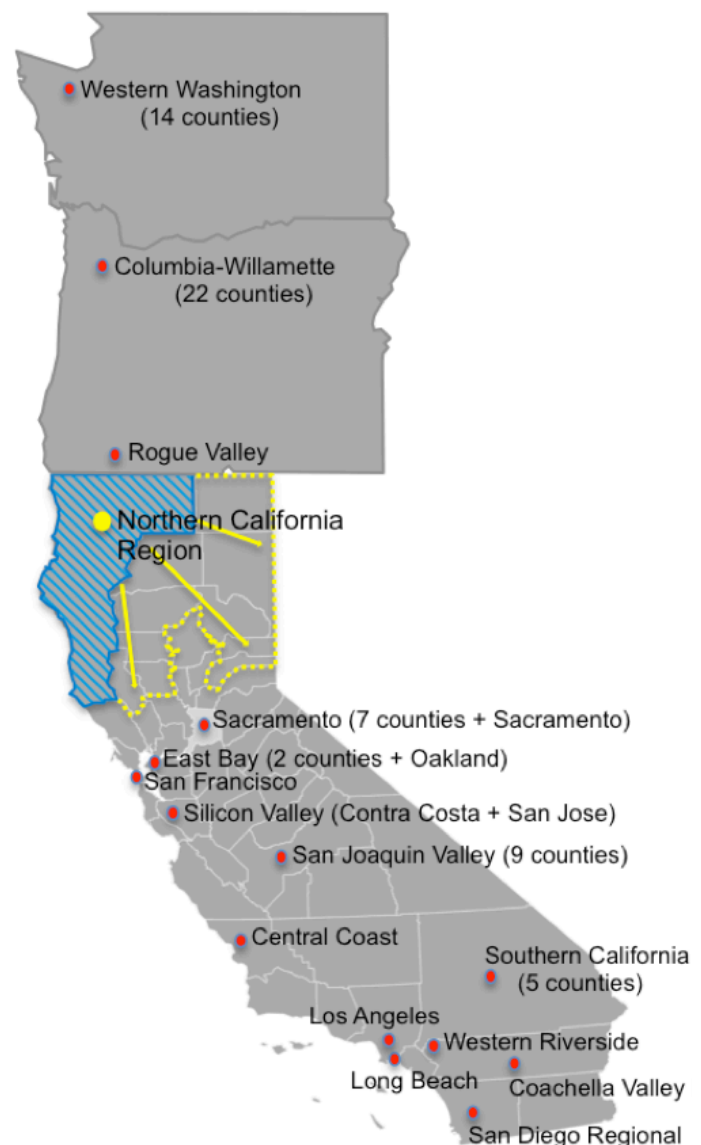 Western Washington
(14 counties)
Columbia-Willamette
(22 counties)
Rogue Valley
Northern California
Region
Sacramento (7 counties + Sacramento)
East Bay (2 counties + Oakland)
San Francisco
Silicon Valley (Contra Costa + San Jose)
San Joaquin Valley (9 counties)
Central Coast
Southern California
(5 counties)
Los Angeles
Western Riverside
Long Beach
Coachella Valley
San Diego Regional